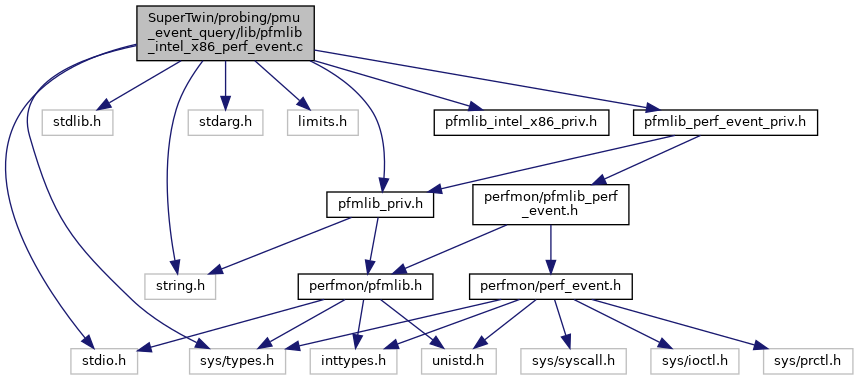 SuperTwin/probing/pmu
_event_query/lib/pfmlib
_intel_x86_perf_event.c
stdlib.h
stdarg.h
limits.h
pfmlib_intel_x86_priv.h
pfmlib_perf_event_priv.h
pfmlib_priv.h
perfmon/pfmlib_perf
_event.h
string.h
perfmon/pfmlib.h
perfmon/perf_event.h
stdio.h
sys/types.h
inttypes.h
unistd.h
sys/syscall.h
sys/ioctl.h
sys/prctl.h